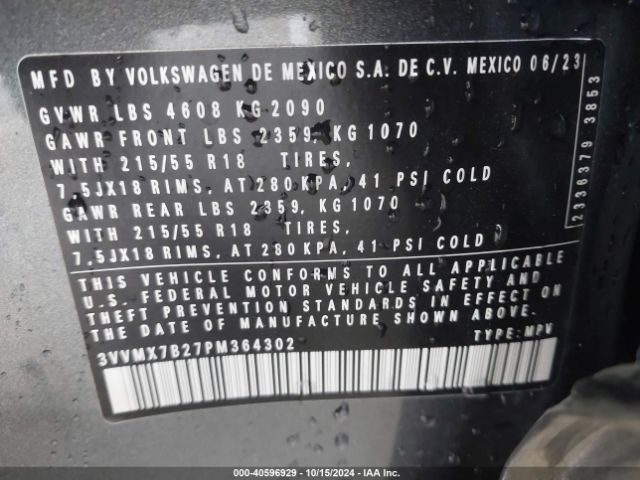 MFD BY VOLKSWAGEN DE MEXICO S.A. DE C.V. MEXICO 06/23
GVWR LBS 4608 KG-2090
GAWR FRONT LBS 2359, KG 1070
WITH 215/55 R18 TIRES,
7,5JX18 RIMS, AT 280 KPA, 41 PSI COLD
GAWR REAR LBS 2359, KG 1070
WITH 215/55 R18 TIRES,
7,5JX18 RIMS, AT 280 KPA, 41 PSI COLD
2336379 3853
THIS VEHICLE CONFORMS TO ALL APPLICABLE
U.S. FEDERAL MOTOR VEHICLE SAFETY AND
THEFT PREVENTION STANDARDS IN EFFECT ON
THE DATE OF MANUFACTURE SHOWN ABOVE.
3VVMX7B27PM364302 TYPE: MPV
000-40596929 | 10/15/2024 | IAA Inc.